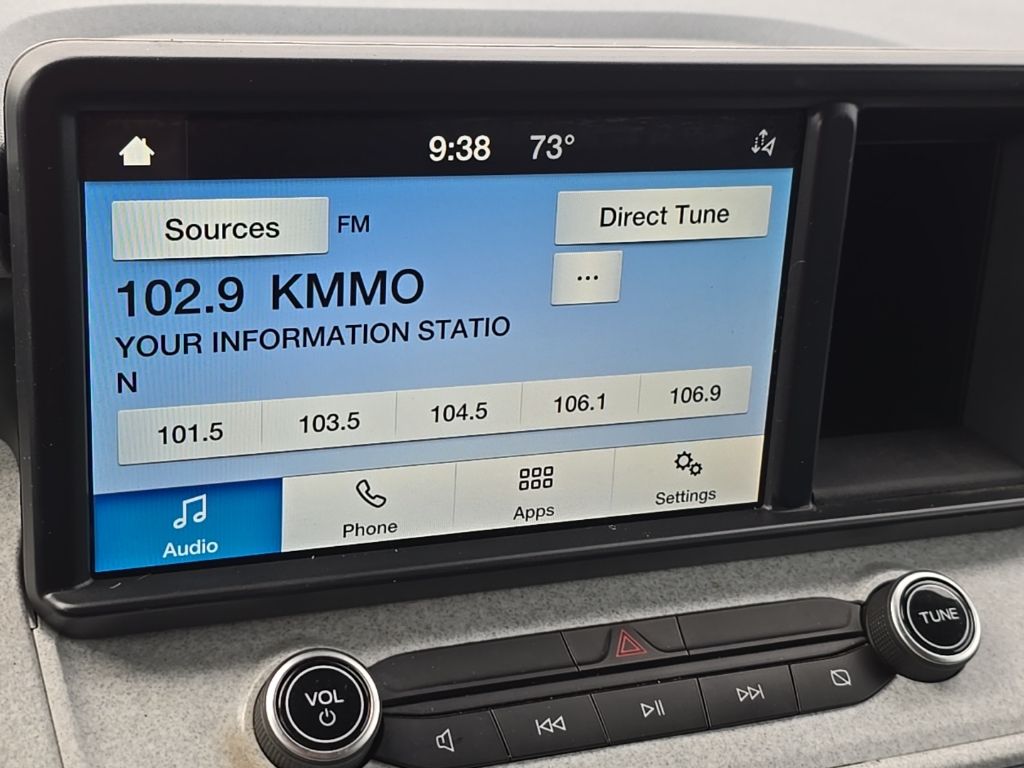 9:38 73°
Sources FM Direct Tune
...
102.9 KMMO
YOUR INFORMATION STATIO
N
101.5 103.5 104.5 106.1 106.9
Audio Phone Apps Settings
VOL TUNE